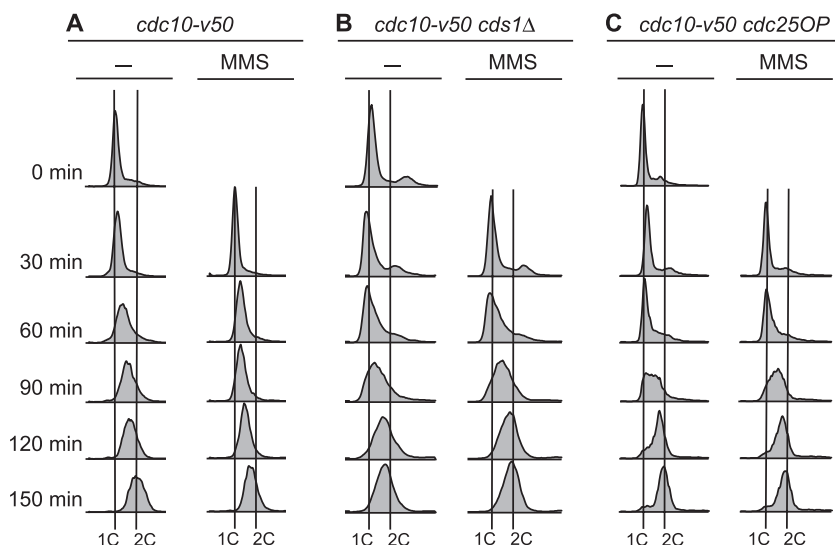 A cdc10-v50 B cdc10-v50 cds1Δ C cdc10-v50 cdc25OP
— MMS — MMS — MMS
0 min
30 min
60 min
90 min
120 min
150 min
1C 2C 1C 2C 1C 2C 1C 2C 1C 2C 1C 2C